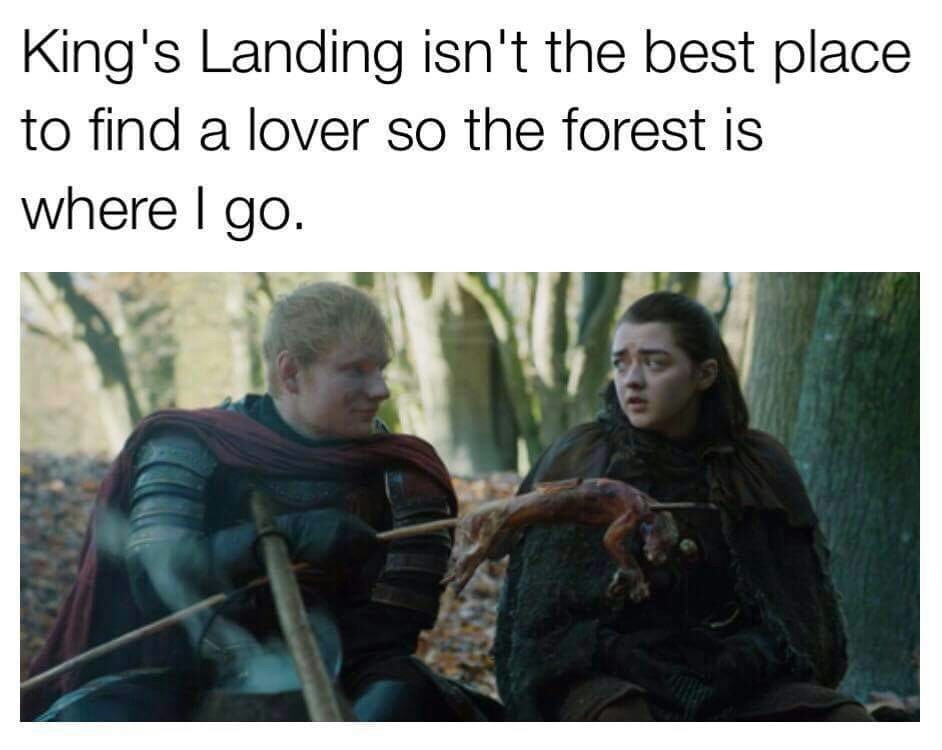 King's Landing isn't the best place
to find a lover so the forest is
where I go.